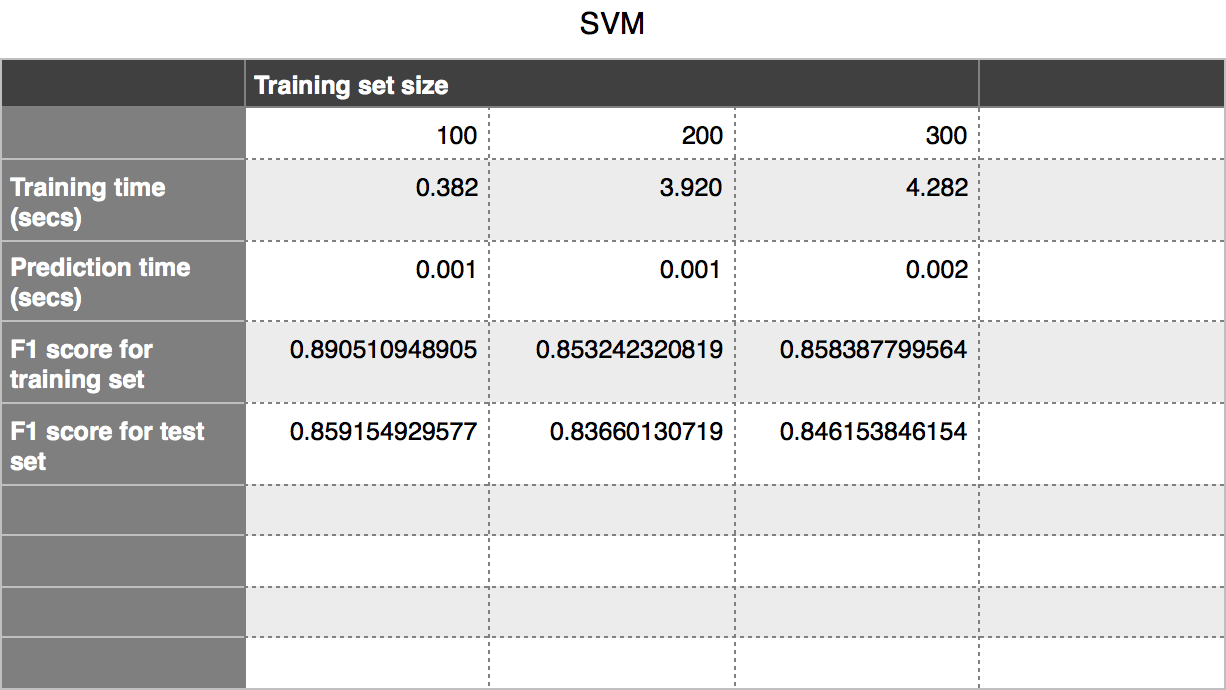 SVM
Training set size
100 200 300
Training time
(secs)
0.382 3.920 4.282
Prediction time
(secs)
0.001 0.001 0.002
F1 score for
training set
0.890510948905 0.853242320819 0.858387799564
F1 score for test
set
0.859154929577 0.83660130719 0.846153846154